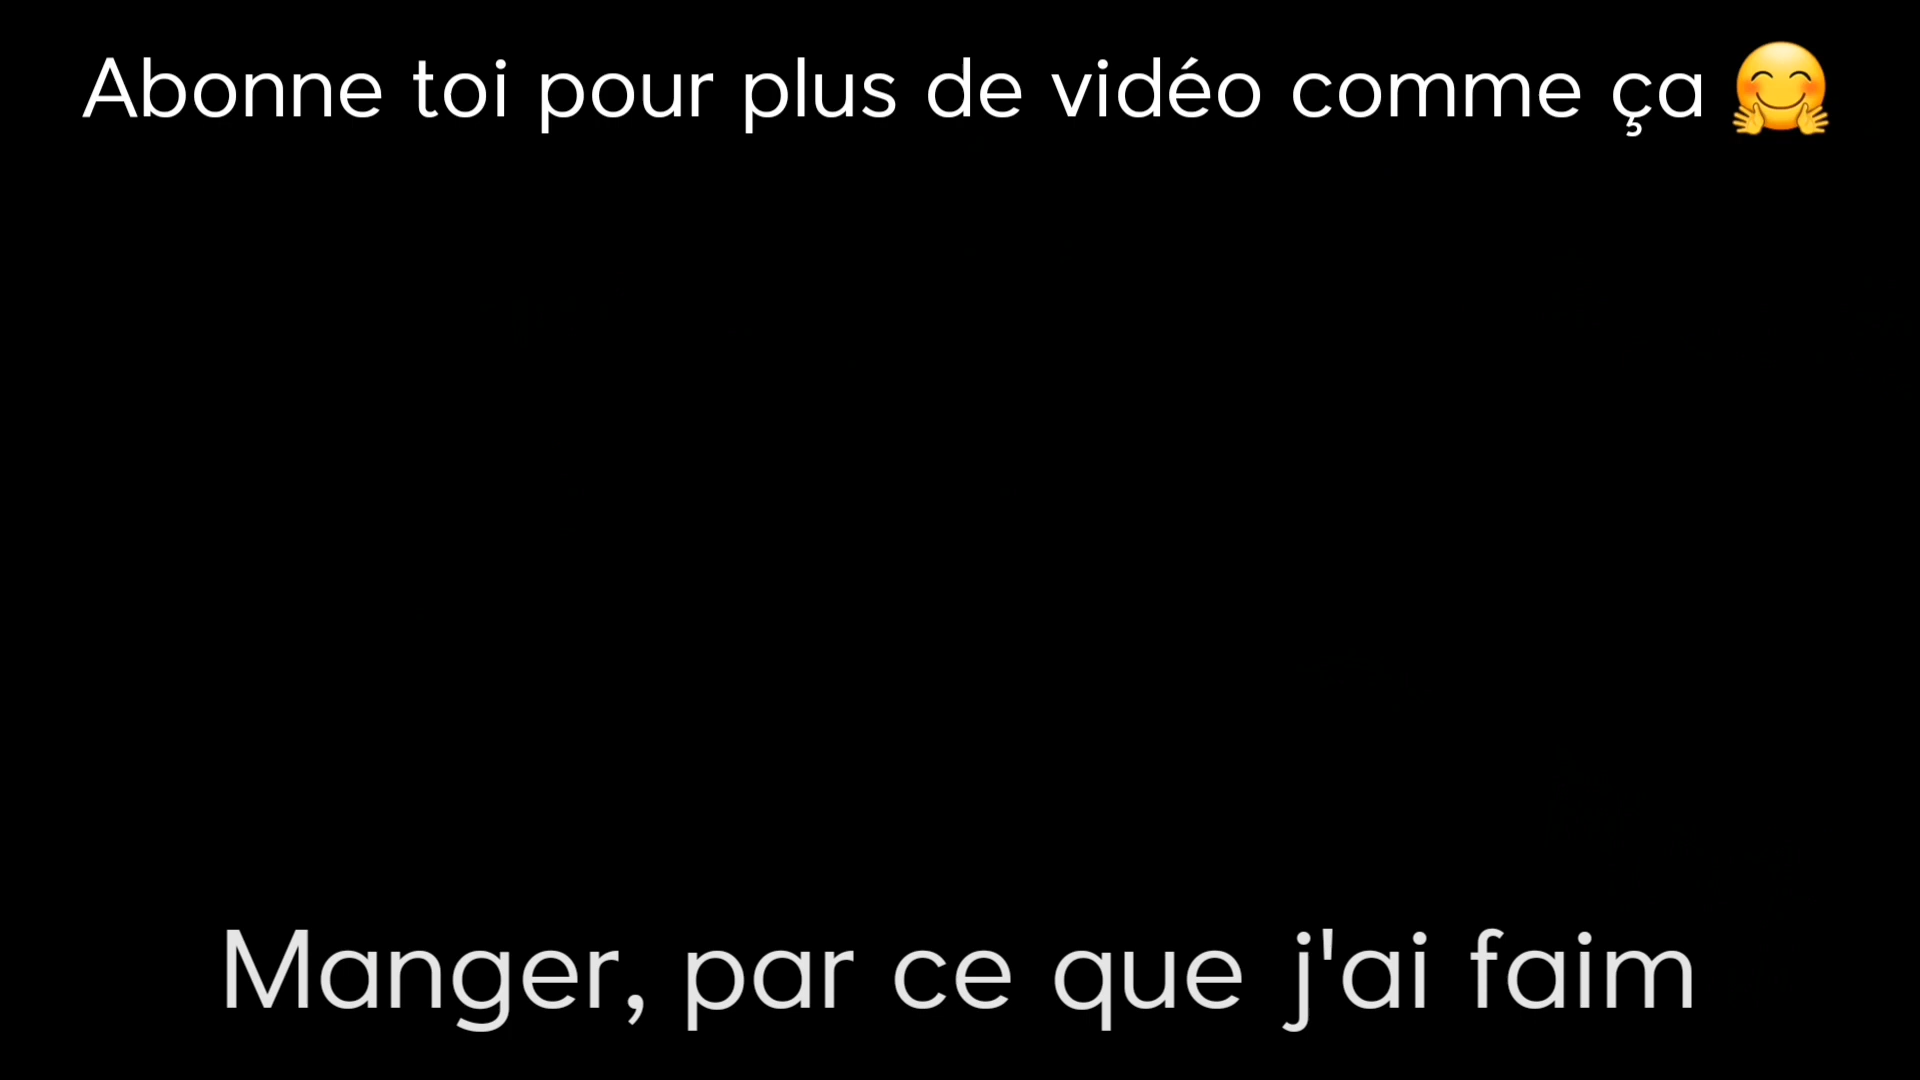 Abonne toi pour plus de vidéo comme ça 🤗
Manger, par ce que j'ai faim